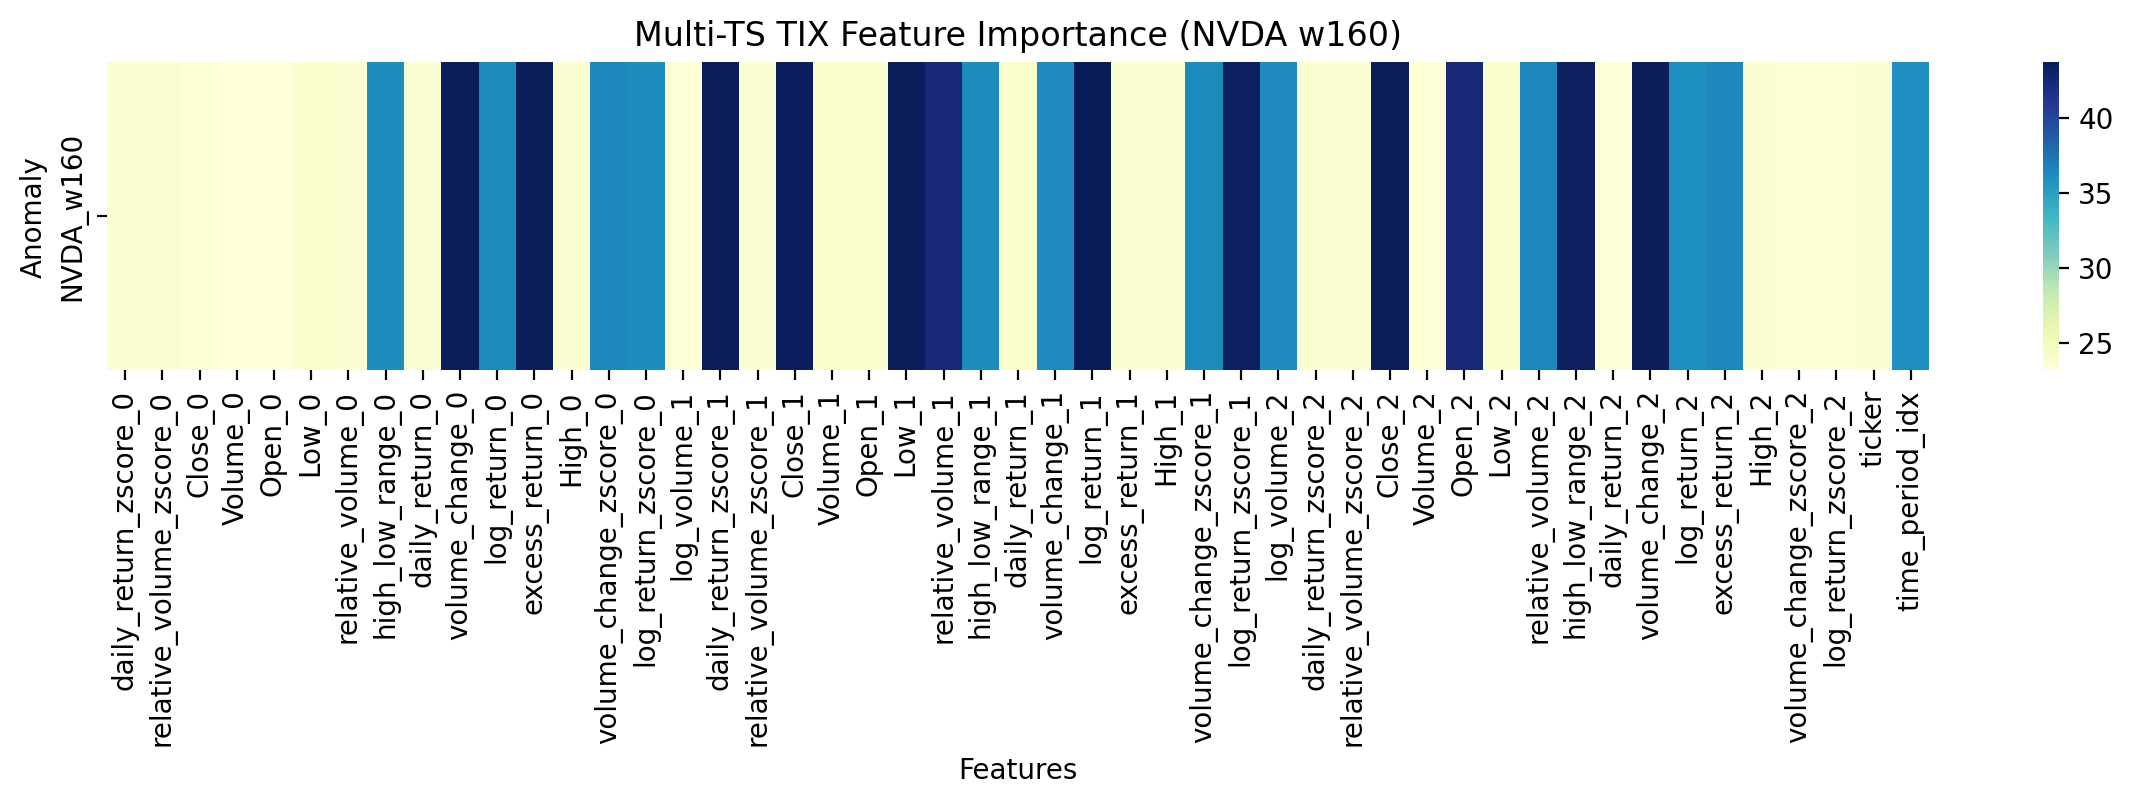 Multi-TS TIX Feature Importance (NVDA w160)
Anomaly
NVDA_w160
40
35
30
25
daily_return_zscore_0
relative_volume_zscore_0
Close_0
Volume_0
Open_0
Low_0
relative_volume_0
high_low_range_0
daily_return_0
volume_change_0
log_return_0
excess_return_0
High_0
volume_change_zscore_0
log_return_zscore_0
log_volume_1
daily_return_zscore_1
relative_volume_zscore_1
Close_1
Volume_1
Open_1
Low_1
relative_volume_1
high_low_range_1
daily_return_1
volume_change_1
log_return_1
excess_return_1
High_1
volume_change_zscore_1
log_return_zscore_1
log_volume_2
daily_return_zscore_2
relative_volume_zscore_2
Close_2
Volume_2
Open_2
Low_2
relative_volume_2
high_low_range_2
daily_return_2
volume_change_2
log_return_2
excess_return_2
High_2
volume_change_zscore_2
log_return_zscore_2
ticker
time_period_idx
Features